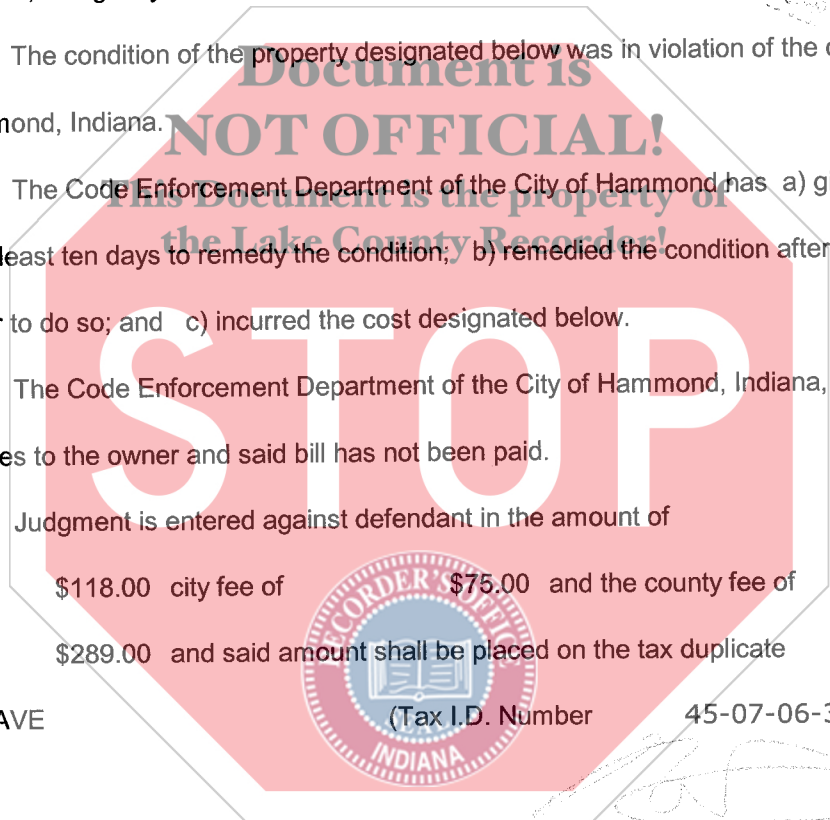 The condition of the property designated below was in violation of the
Document is
mond, Indiana.
NOT OFFICIAL!
The Code Enforcement Department of the City of Hammond has a) g
This Document is the property of
least ten days to remedy the condition; b) remedied the condition after
the Lake County Recorder!
to do so; and c) incurred the cost designated below.
STOP
The Code Enforcement Department of the City of Hammond, Indiana,
es to the owner and said bill has not been paid.
Judgment is entered against defendant in the amount of
$118.00 city fee of $75.00 and the county fee of
RECORDER'S OFFICE
$289.00 and said amount shall be placed on the tax duplicate
AVE (Tax I.D. Number 45-07-06-3
INDIANA